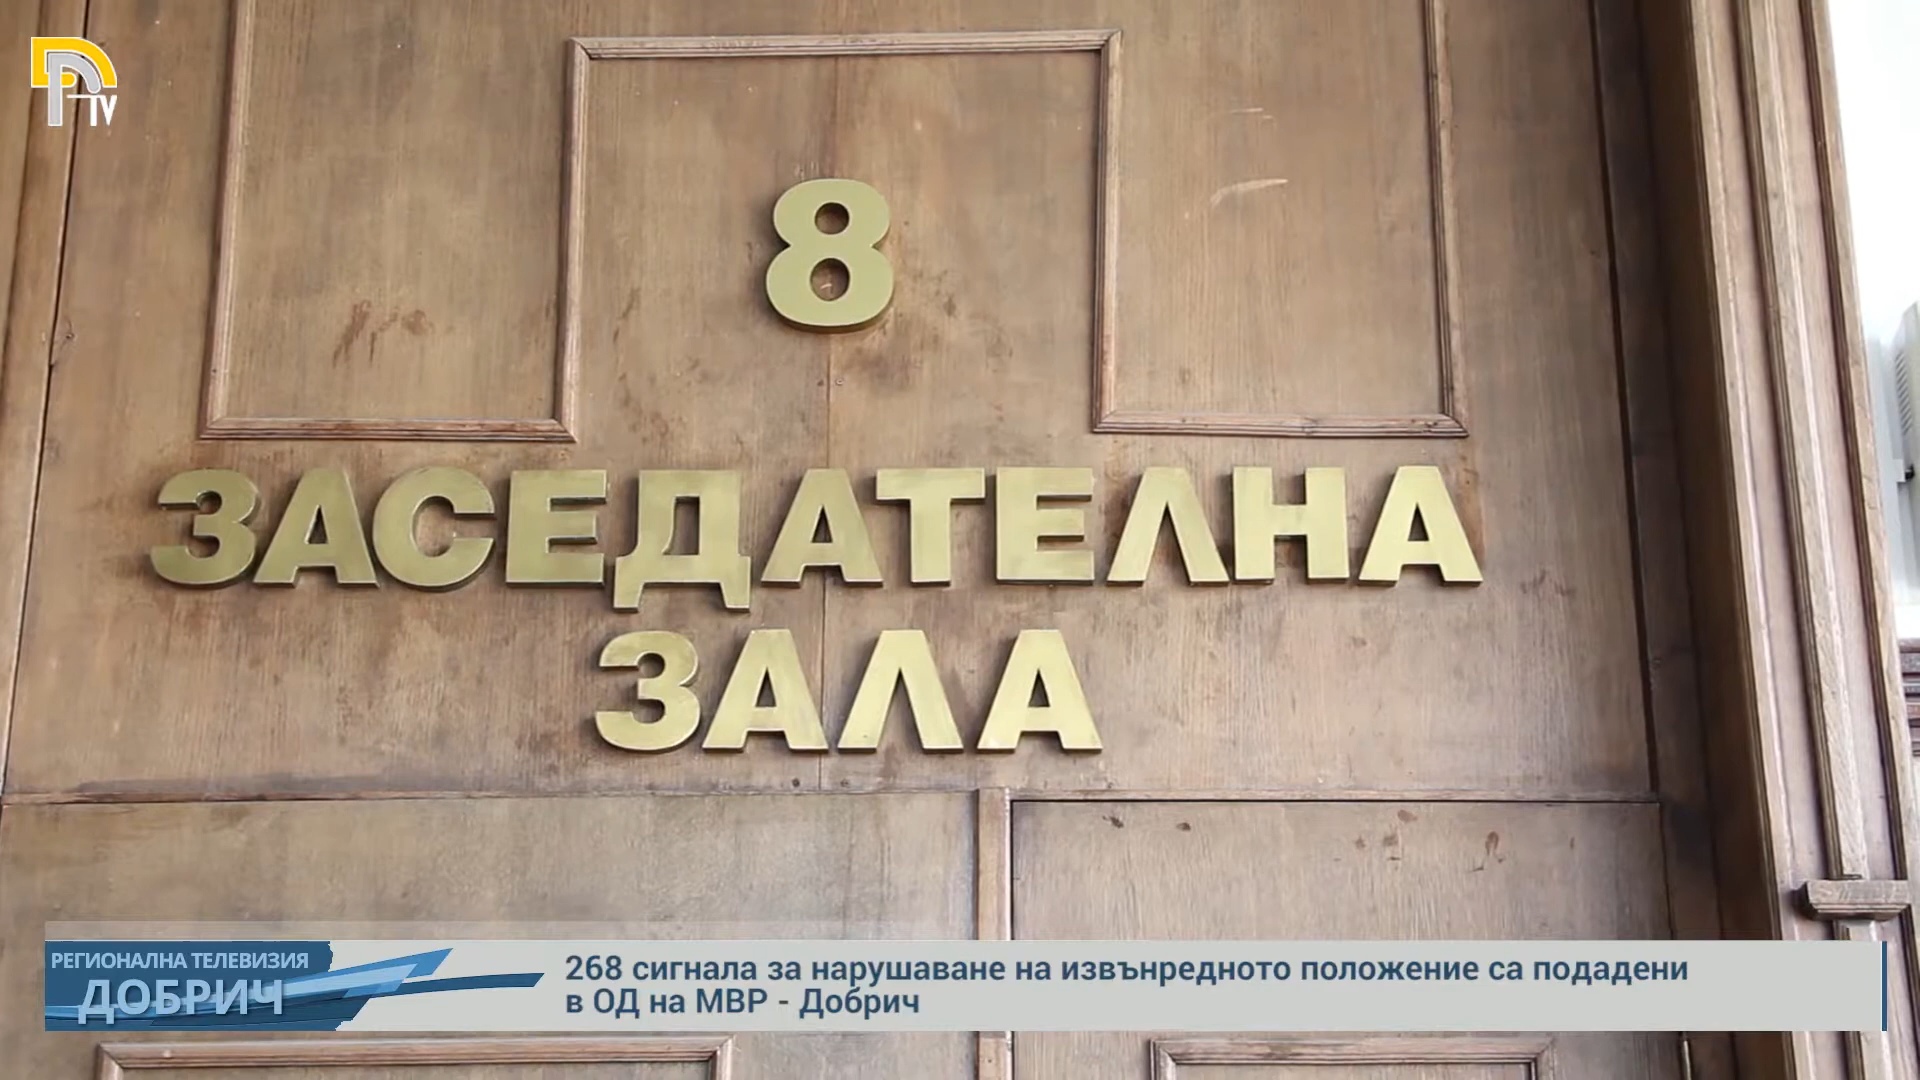 TV
8
ЗАСЕДАТЕЛНА
ЗАЛА
РЕГИОНАЛНА ТЕЛЕВИЗИЯ
ДОБРИЧ
268 сигнала за нарушаване на извънредното положение са подадени
в ОД на МВР - Добрич